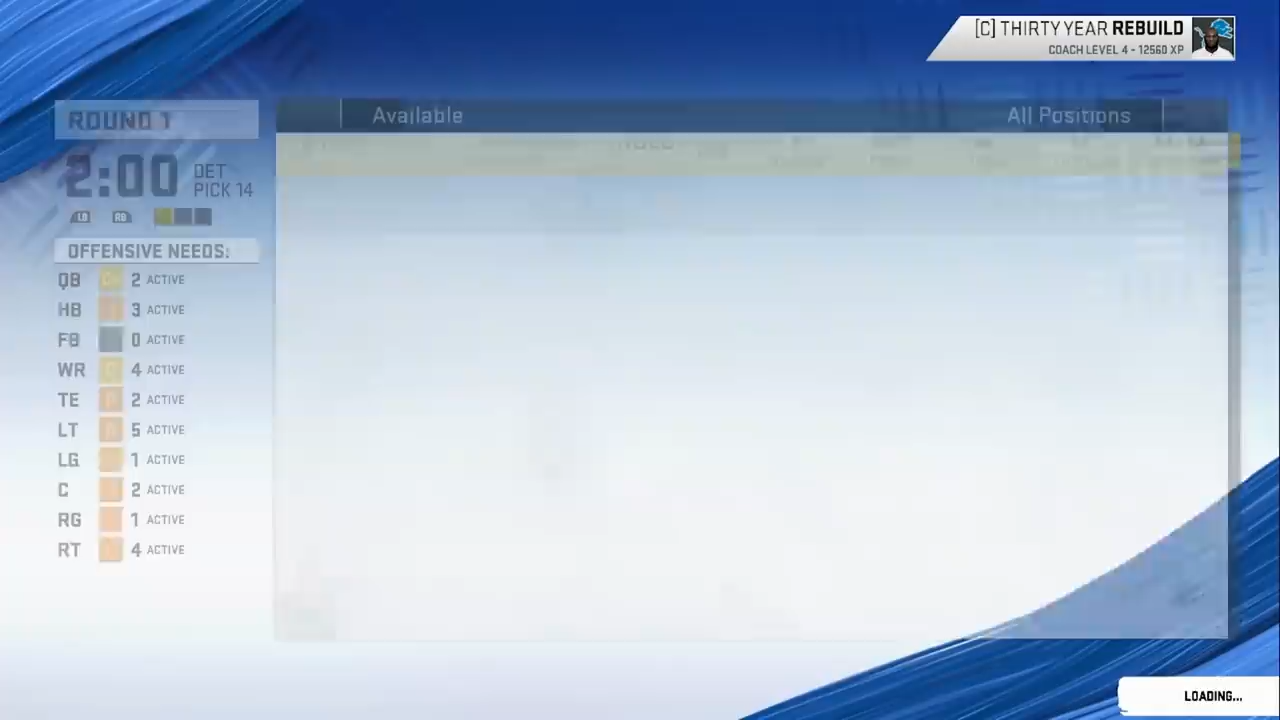 [C] THIRTY YEAR REBUILD
COACH LEVEL 4 - 12560 XP
ROUND 1
2:00
DET
PICK 14
LB RB
OFFENSIVE NEEDS:
QB 2 ACTIVE
HB 3 ACTIVE
FB 0 ACTIVE
WR 4 ACTIVE
TE 2 ACTIVE
LT 5 ACTIVE
LG 1 ACTIVE
C 2 ACTIVE
RG 1 ACTIVE
RT 4 ACTIVE
Available
All Positions
LOADING...